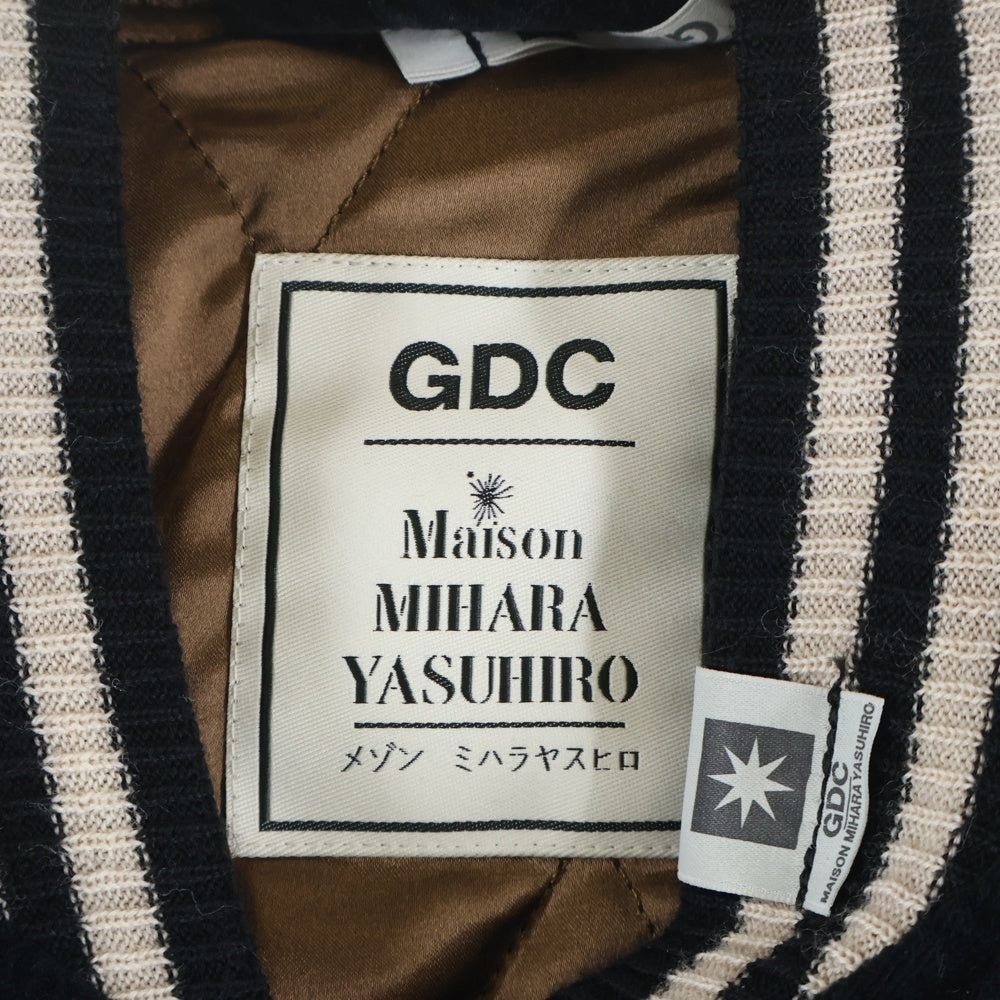 G
GDC
Maison
MIHARA
YASUHIRO
メゾン ミハラヤスヒロ
GDC
MAISON MIHARA YASUHIRO